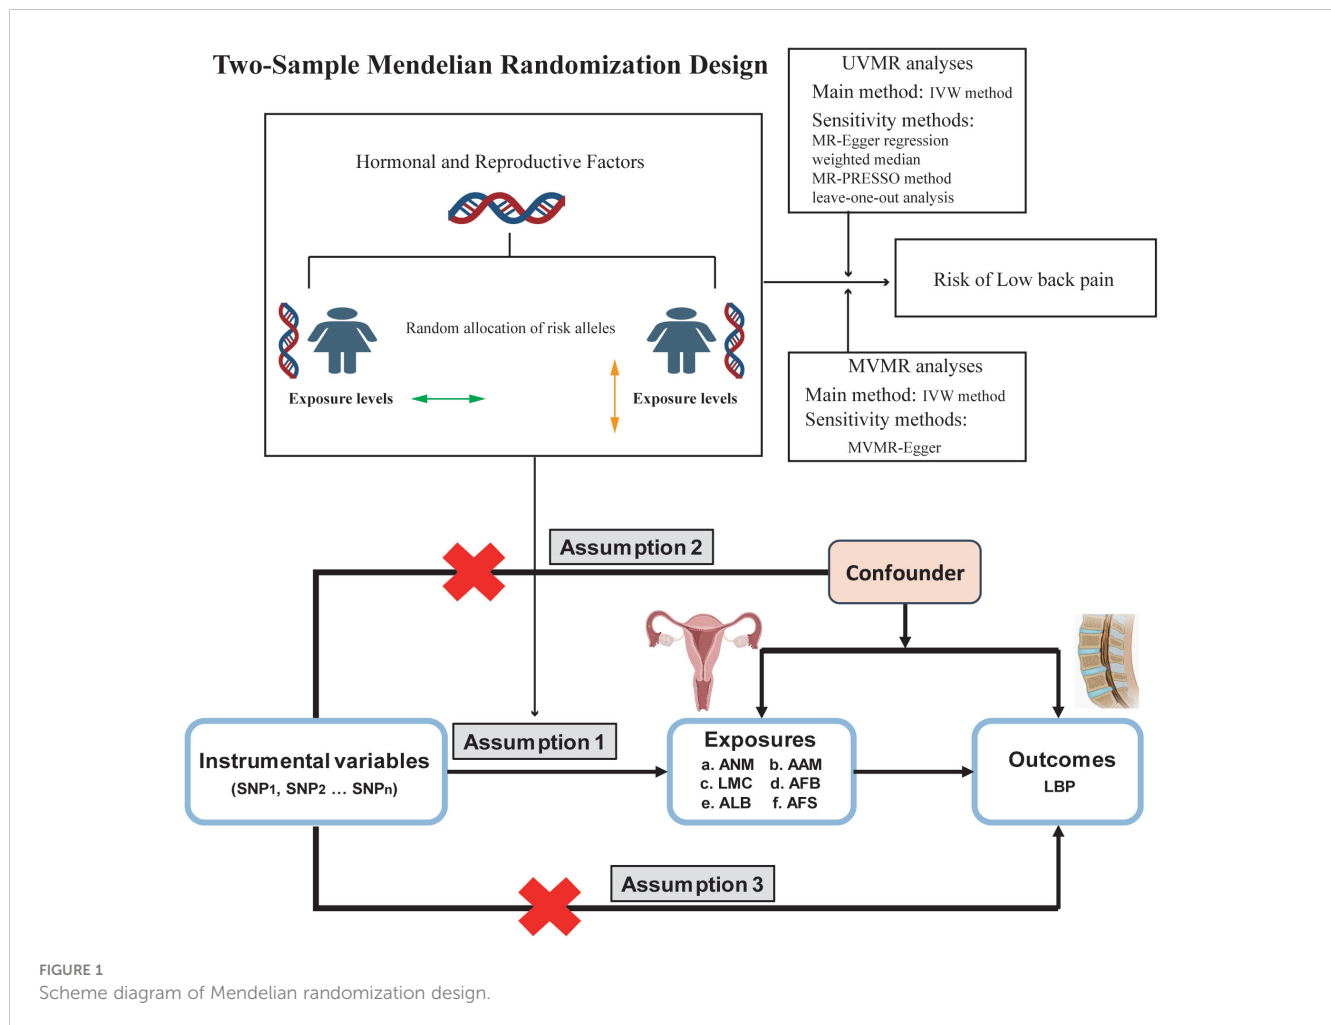 Two-Sample Mendelian Randomization Design
UVMR analyses
Main method: IVW method
Sensitivity methods:
MR-Egger regression
weighted median
MR-PRESSO method
leave-one-out analysis
Hormonal and Reproductive Factors
Random allocation of risk alleles
Exposure levels
Exposure levels
Risk of Low back pain
MVMR analyses
Main method: IVW method
Sensitivity methods:
MVMR-Egger
Assumption 2
Confounder
Assumption 1
Instrumental variables
(SNP1, SNP2 ... SNPn)
Exposures
a. ANM b. AAM
c. LMC d. AFB
e. ALB f. AFS
Outcomes
LBP
Assumption 3
FIGURE 1
Scheme diagram of Mendelian randomization design.